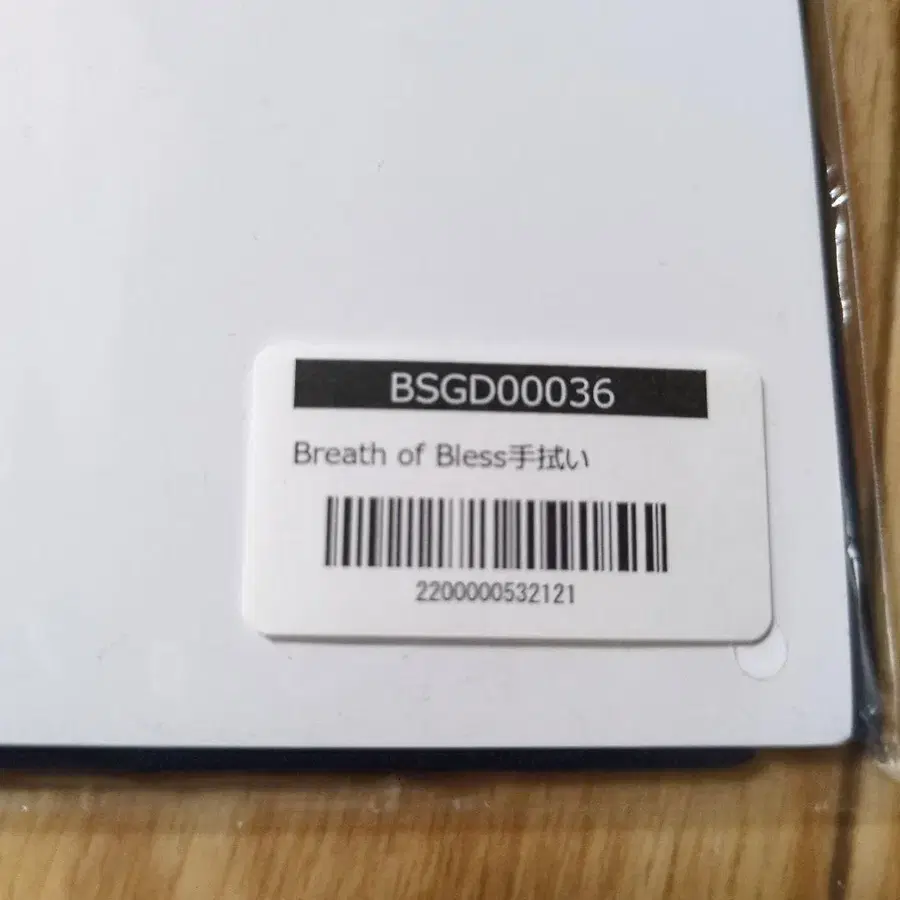 BSGD00036
Breath of Bless手拭い
2200000532121